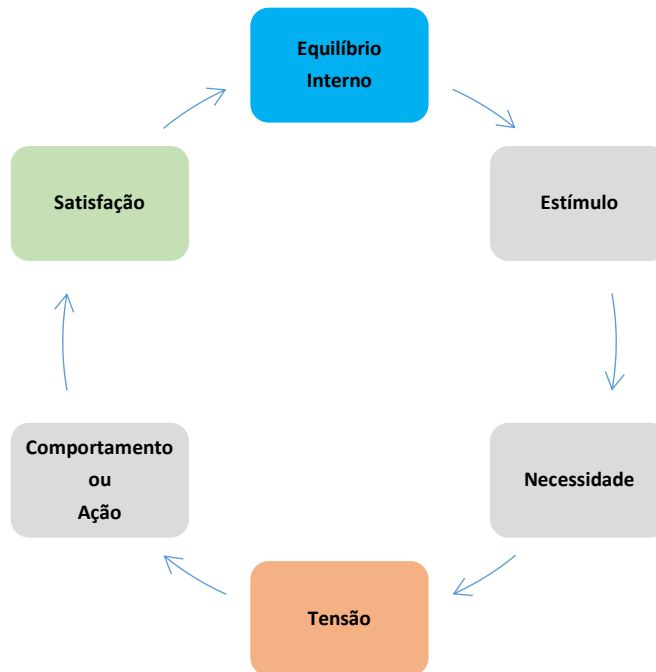 Equilíbrio
Interno
Estímulo
Necessidade
Tensão
Comportamento
ou
Ação
Satisfação